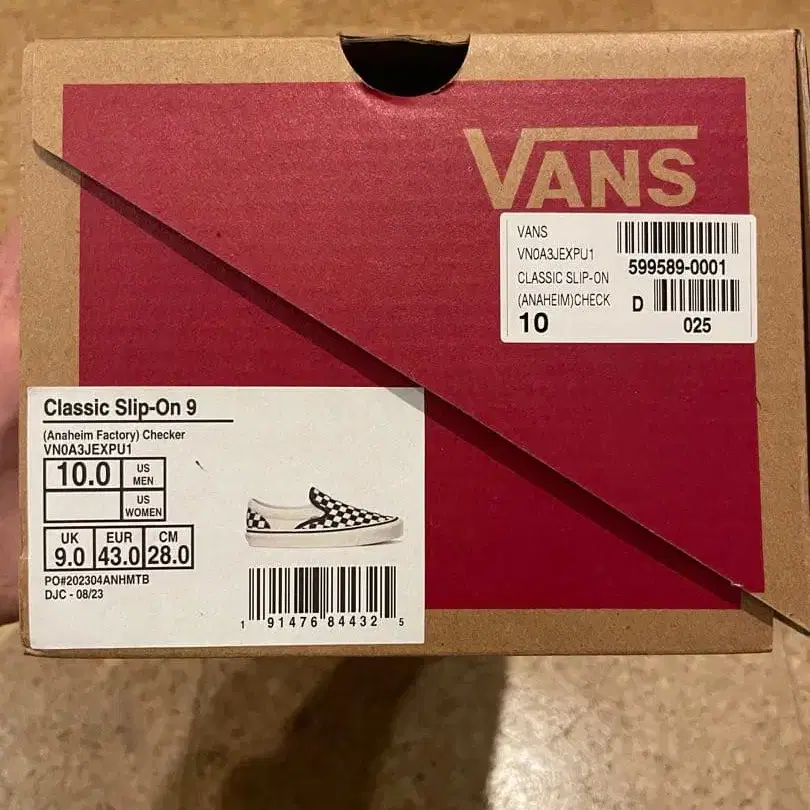 VANS
VANS
VN0A3JEXPU1
CLASSIC SLIP-ON
(ANAHEIM)CHECK
10
599589-0001
D
025
Classic Slip-On 9
(Anaheim Factory) Checker
VN0A3JEXPU1
10.0 US MEN
US WOMEN
UK EUR CM
9.0 43.0 28.0
PO#202304ANHMTB
DJC - 08/23
1 91476 84432 5